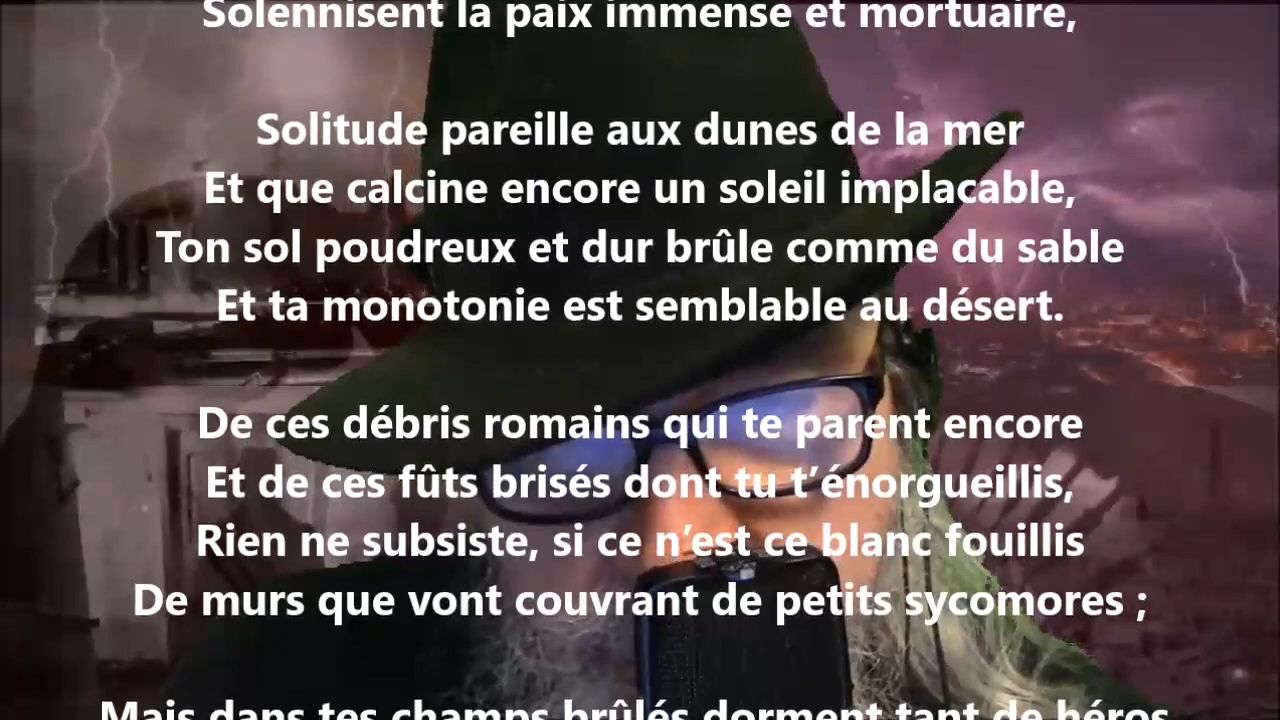 Solennisent la paix immense et mortuaire,
Solitude pareille aux dunes de la mer
Et que calcine encore un soleil implacable,
Ton sol poudreux et dur brûle comme du sable
Et ta monotonie est semblable au désert.
De ces débris romains qui te parent encore
Et de ces fûts brisés dont tu t’énorgueillis,
Rien ne subsiste, si ce n’est ce blanc fouillis
De murs que vont couvrant de petits sycomores ;
Mais dans tes champs brûlés dorment tant de héros